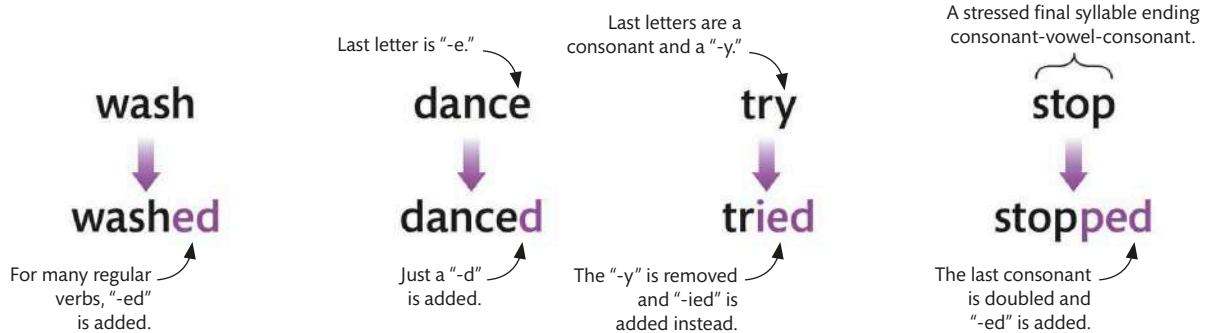 wash
washed
For many regular
verbs, “-ed”
is added.
Last letter is “-e.”
dance
danced
Just a “-d”
is added.
Last letters are a
consonant and a “-y.”
try
tried
The “-y” is removed
and “-ied” is
added instead.
A stressed final syllable ending
consonant-vowel-consonant.
stop
stopped
The last consonant
is doubled and
“-ed” is added.